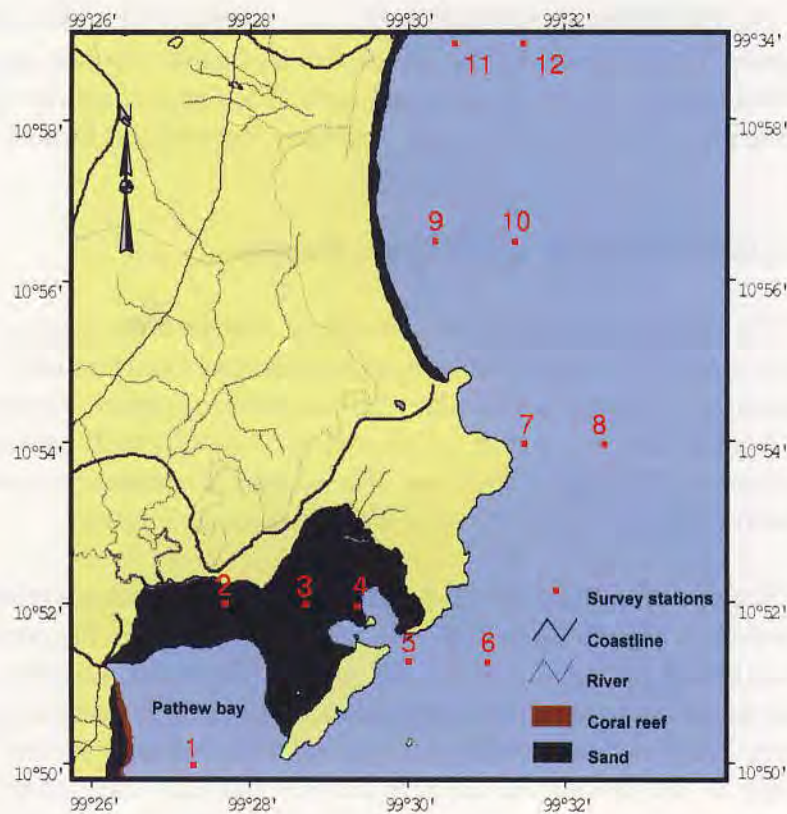 99°26' 99°28' 99°30' 99°32'
99°34'
11 12
10°58' 10°58'
9 10
10°56' 10°56'
7 8
10°54' 10°54'
2 3 4
10°52' 10°52'
Survey stations
5 6
Coastline
River
Pathew bay
Coral reef
1
Sand
10°50' 10°50'
99°26' 99°28' 99°30' 99°32'